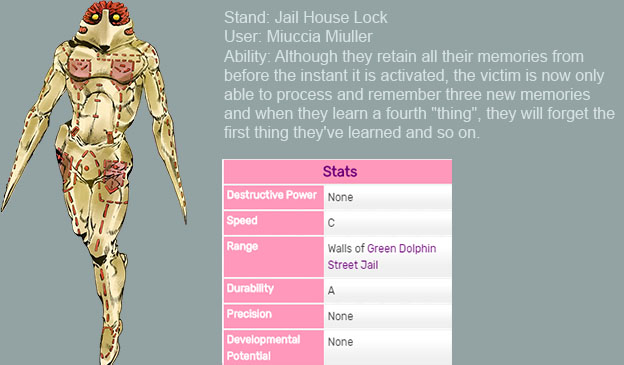 Stand: Jail House Lock
User: Miuccia Miuller
Ability: Although they retain all their memories from
before the instant it is activated, the victim is now only
able to process and remember three new memories
and when they learn a fourth "thing", they will forget the
first thing they've learned and so on.
Stats
Destructive Power None
Speed C
Range Walls of Green Dolphin
Street Jail
Durability A
Precision None
Developmental None
Potential